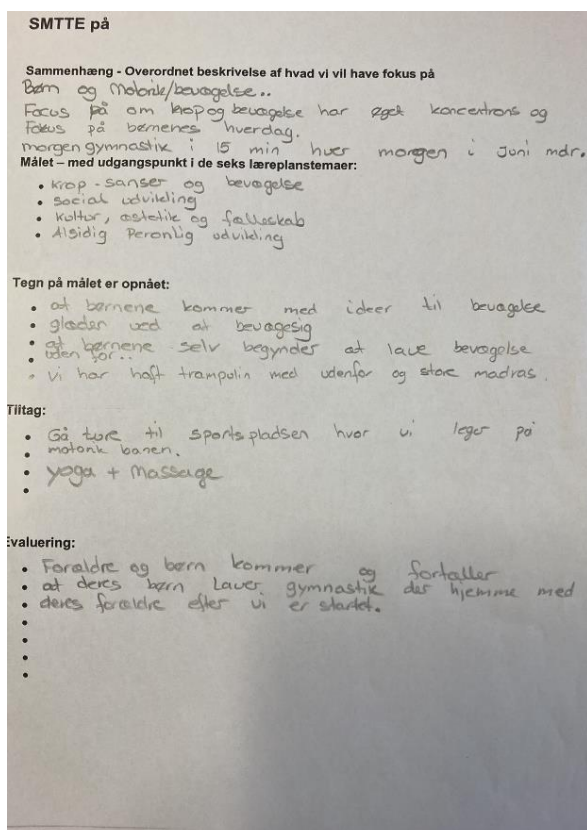 SMTTE på
Sammenhæng - Overordnet beskrivelse af hvad vi vil have fokus på
Børn og Motorik/bevægelse..
Focus på om krop og bevægelse har øget koncentrons og
Fokus på børnenes hverdag.
morgengymnastik i 15 min hver morgen i Juni mdr.
Målet – med udgangspunkt i de seks læreplanstemaer:
• Krop - sanser og bevægelse
• social udvikling
• Kultur, æstetik og fælleskab
• Alsidig Peronlig udvikling
Tegn på målet er opnået:
• at børnene kommer med ideer til bevægelse
• glæder ved at bevægesig
• at børnene selv begynder at lave bevægelse
• uden for..
• vi har haft trampolin med udenfor og store madras.
Tiltag:
• Gå ture til sportspladsen hvor vi leger på
• motorik banen.
• yoga + Massage
•
Evaluering:
• Forældre og børn kommer og fortæller
• at deres børn Laver gymnastik der hjemme med
• deres forældre efter vi er startet.
•
•
•
•